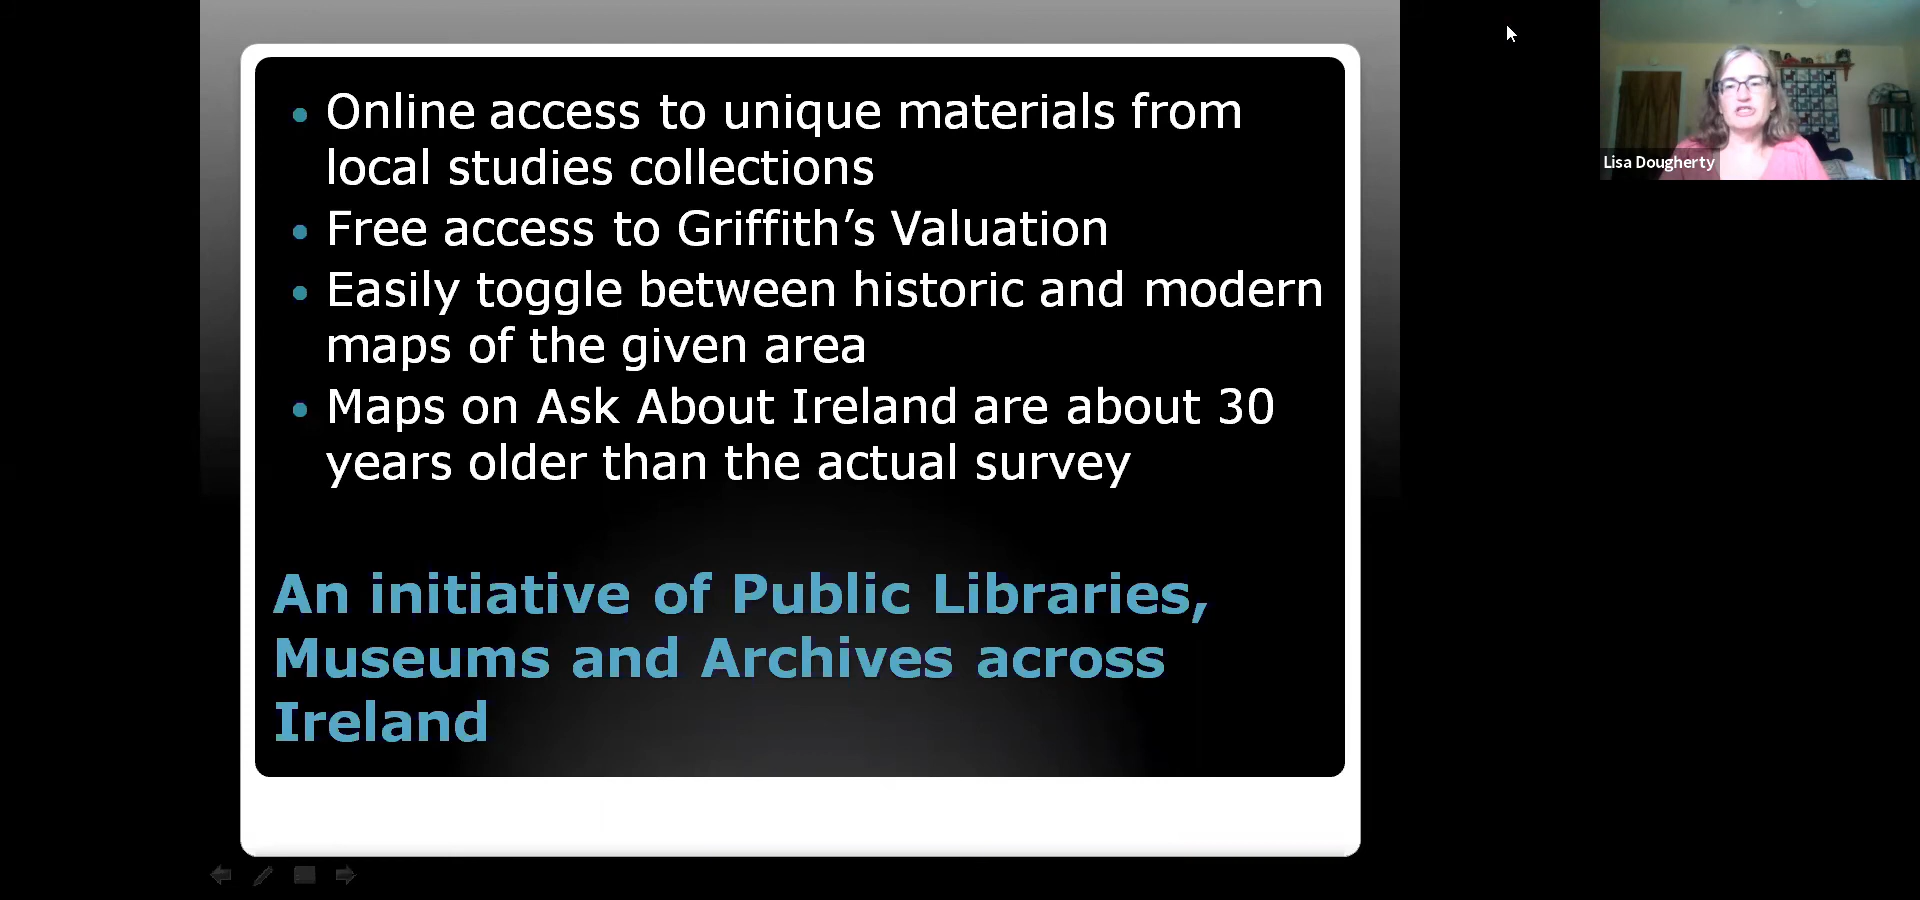 Online access to unique materials from
local studies collections
Free access to Griffith’s Valuation
Easily toggle between historic and modern
maps of the given area
Maps on Ask About Ireland are about 30
years older than the actual survey
An initiative of Public Libraries,
Museums and Archives across
Ireland
Lisa Dougherty